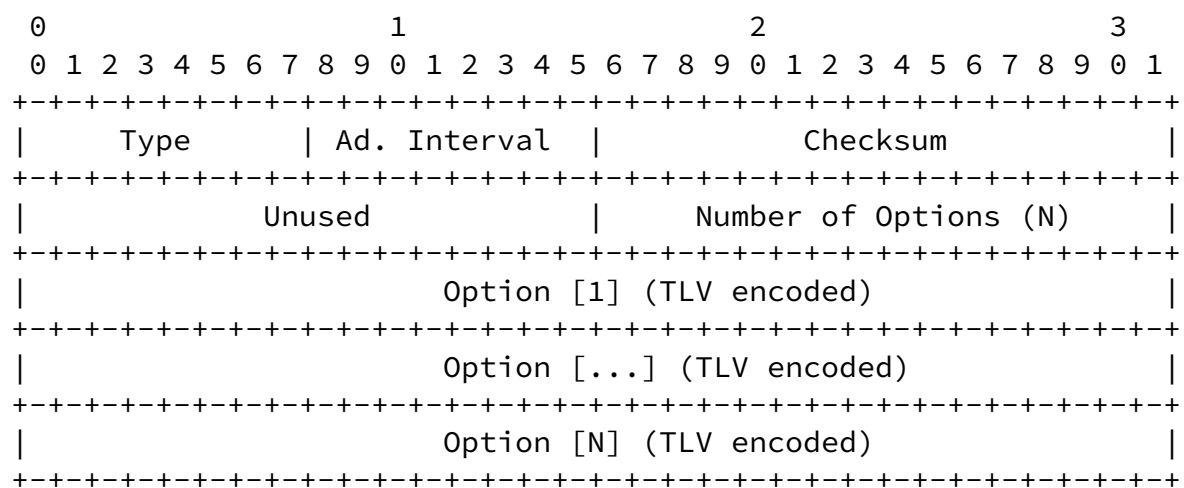 0                   1                   2                   3
 0 1 2 3 4 5 6 7 8 9 0 1 2 3 4 5 6 7 8 9 0 1 2 3 4 5 6 7 8 9 0 1
+-+-+-+-+-+-+-+-+-+-+-+-+-+-+-+-+-+-+-+-+-+-+-+-+-+-+-+-+-+-+-+-+
|     Type      | Ad. Interval  |           Checksum            |
+-+-+-+-+-+-+-+-+-+-+-+-+-+-+-+-+-+-+-+-+-+-+-+-+-+-+-+-+-+-+-+-+
|             Unused            |     Number of Options (N)     |
+-+-+-+-+-+-+-+-+-+-+-+-+-+-+-+-+-+-+-+-+-+-+-+-+-+-+-+-+-+-+-+-+
|                       Option [1] (TLV encoded)                |
+-+-+-+-+-+-+-+-+-+-+-+-+-+-+-+-+-+-+-+-+-+-+-+-+-+-+-+-+-+-+-+-+
|                       Option [...] (TLV encoded)              |
+-+-+-+-+-+-+-+-+-+-+-+-+-+-+-+-+-+-+-+-+-+-+-+-+-+-+-+-+-+-+-+-+
|                       Option [N] (TLV encoded)                |
+-+-+-+-+-+-+-+-+-+-+-+-+-+-+-+-+-+-+-+-+-+-+-+-+-+-+-+-+-+-+-+-+